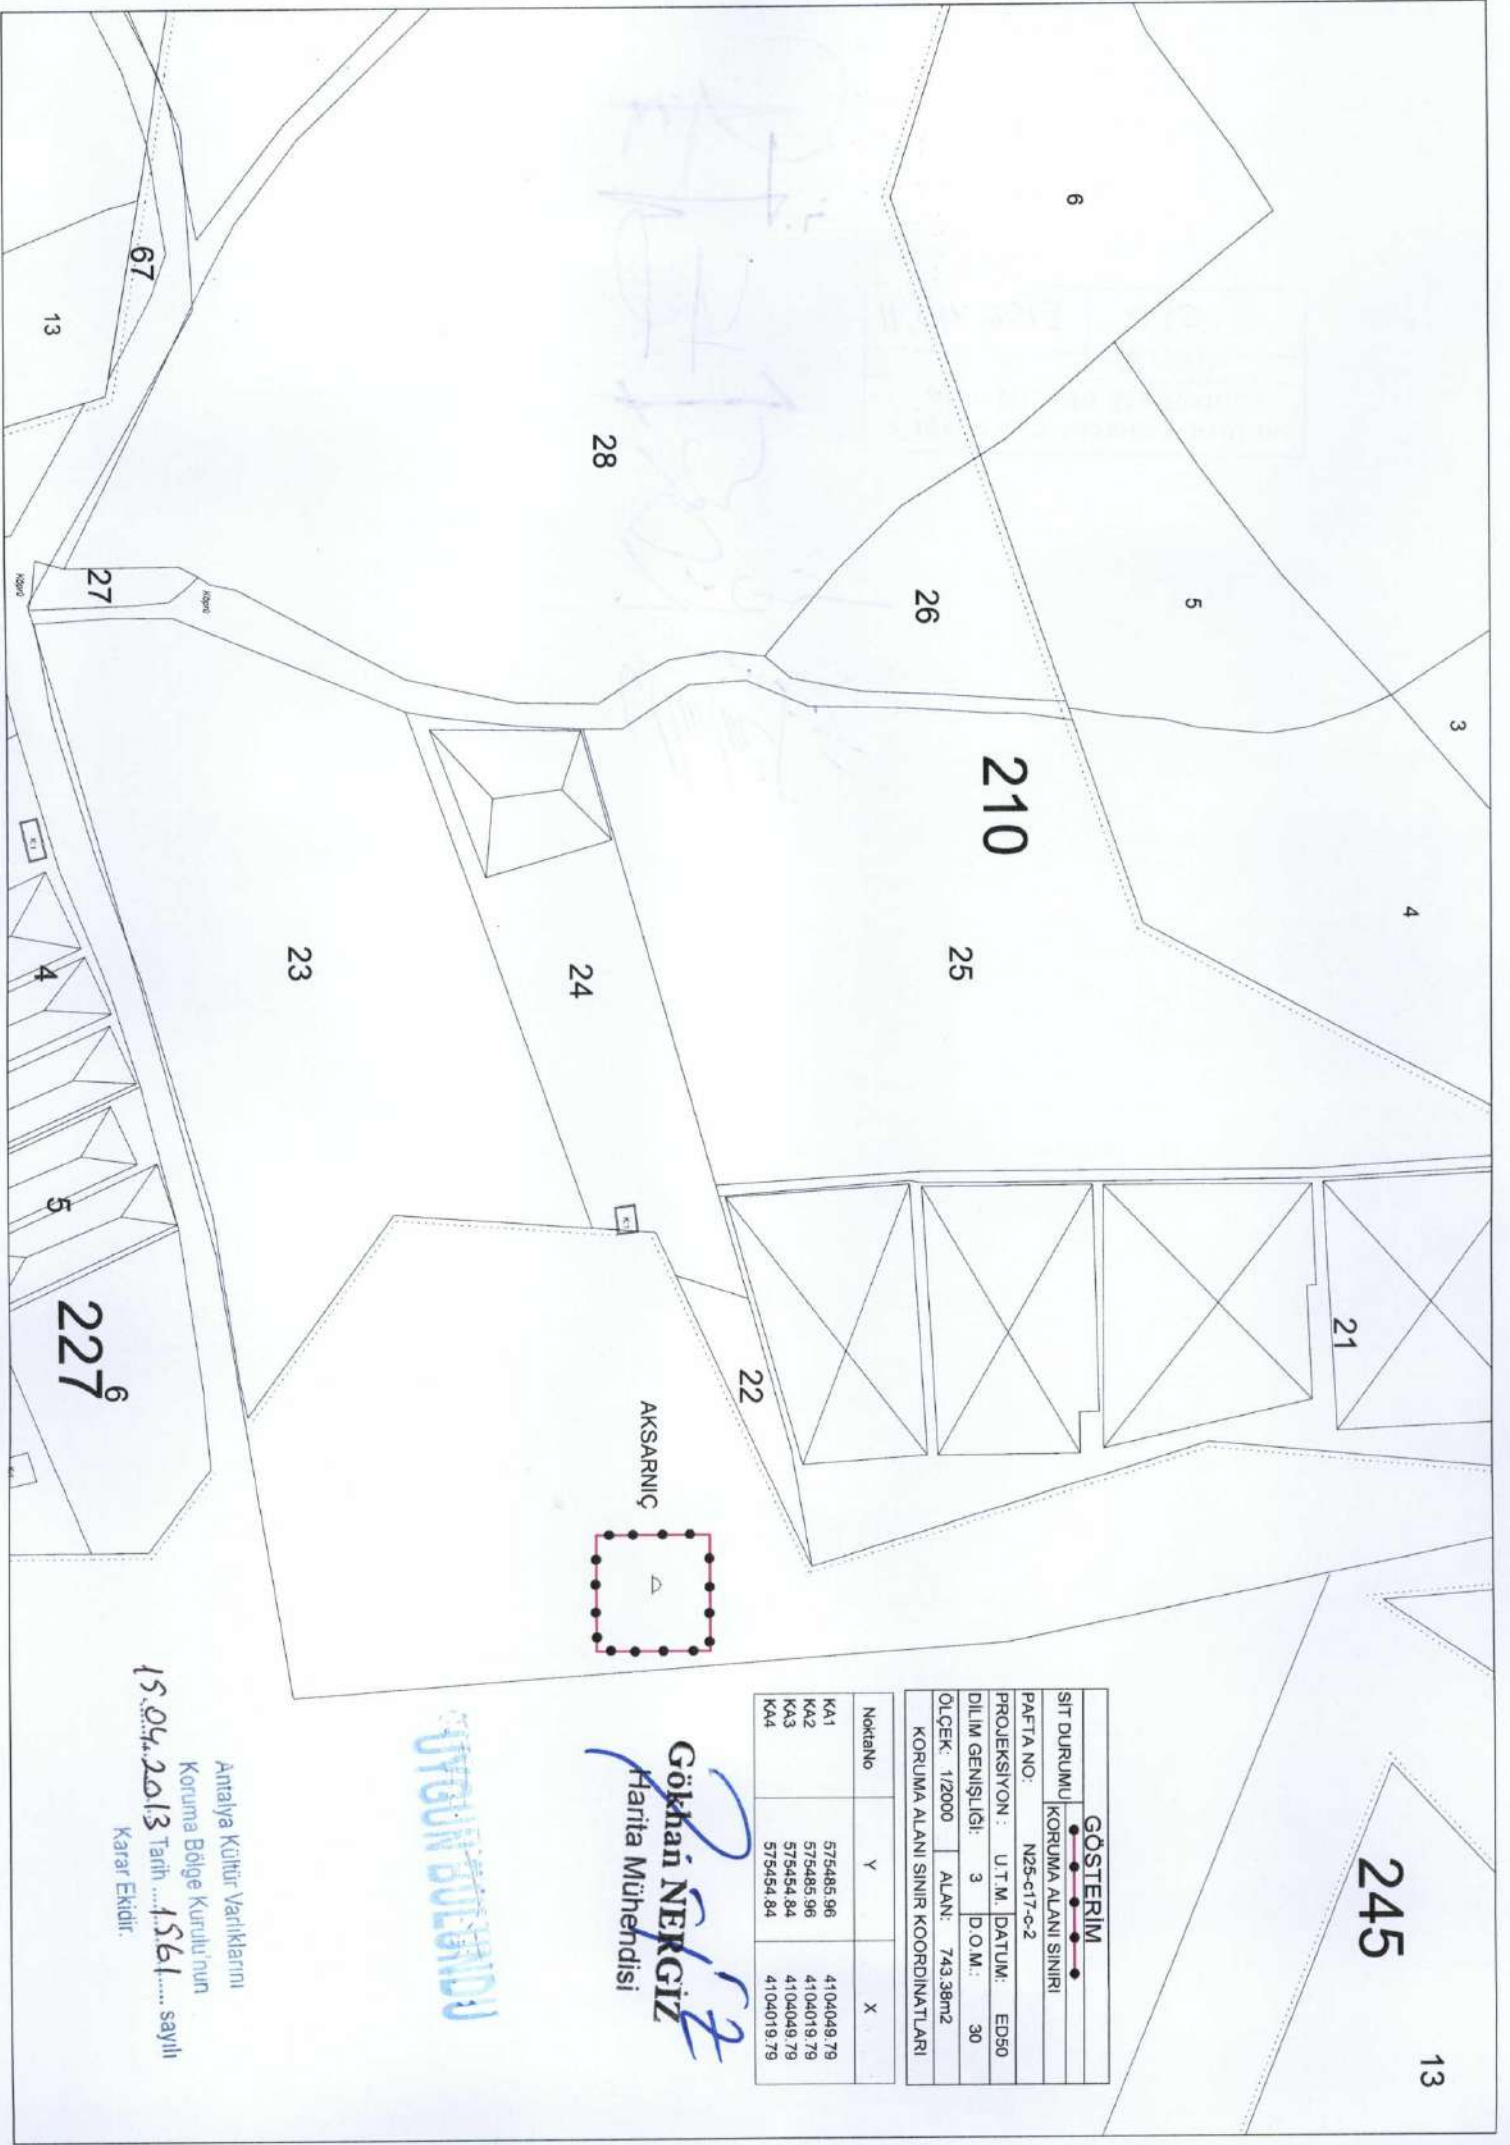 245
13
GÖSTERİM
SİT DURUMU KORUMA ALANI SINIRI
PAFTA NO: N25-c17-c-2
PROJEKSİYON : U.T.M. DATUM: ED50
DİLİM GENİŞLİĞİ: 3 D.O.M.: 30
ÖLÇEK: 1/2000 ALAN: 743.38m2
KORUMA ALANI SINIR KOORDİNATLARI
NoktaNo Y X
KA1 575485.96 4104049.79
KA2 575485.96 4104019.79
KA3 575454.84 4104049.79
KA4 575454.84 4104019.79
Gökhan NERGİZ
Harita Mühendisi
UYGUN BULUNDU
Antalya Kültür Varlıklarını
Koruma Bölge Kurulu'nun
15.04.2013 Tarih ....1561..... sayılı
Karar Ekidir.
3
4
5
6
210
21
25
26
28
22
AKSARNIÇ
24
K:1
23
27
Köprü
Köprü
67
13
K:1
4
5
227
6